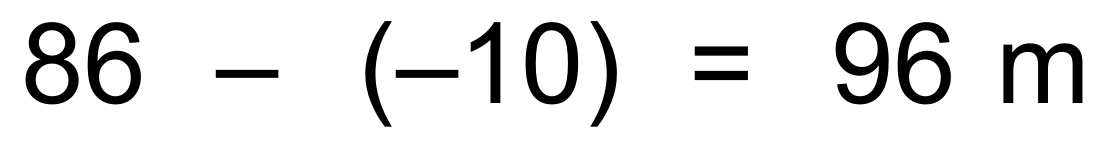 86 – (–10) = 96 m